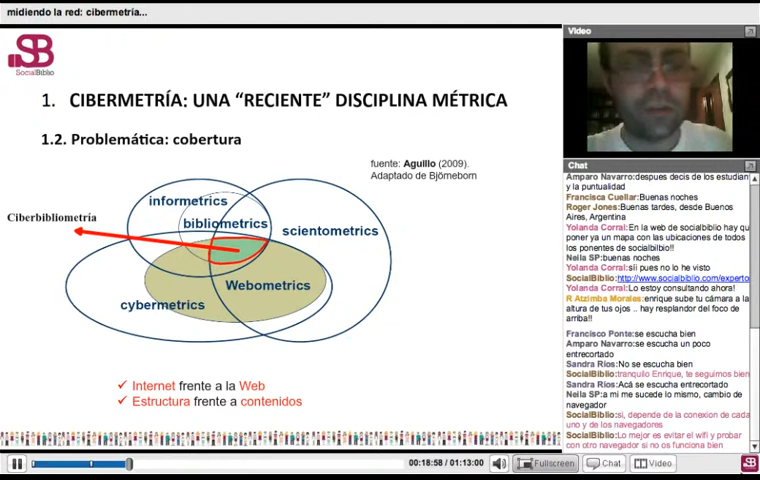 midiendo la red: cibermetría...
SB
SocialBiblio
1. CIBERMETRÍA: UNA “RECIENTE” DISCIPLINA MÉTRICA
1.2. Problemática: cobertura
fuente: Aguillo (2009).
Adaptado de Björneborn
informetrics
bibliometrics
scientometrics
Ciberbibliometría
Webometrics
cybermetrics
✓ Internet frente a la Web
✓ Estructura frente a contenidos
Video
Chat
Amparo Navarro:despues decis de los estudian
y la puntualidad
Francisca Cuellar:Buenas noches
Roger Jones:Buenas tardes, desde Buenos
Aires, Argentina
Yolanda Corral:En la web de socialbiblio hay qu
poner ya un mapa con las ubicaciones de todos
los ponentes de socialbilbio!!
Neila SP:buenas noches
Yolanda Corral:síi pues no lo he visto
SocialBiblio:http://www.socialbiblio.com/experto
Yolanda Corral:Lo estoy consultando ahora!
R Atzimba Morales:enrique sube tu cámara a la
altura de tus ojos .. hay resplandor del foco de
arriba!!
Francisco Ponte:se escucha bien
Amparo Navarro:se escucha un poco
entrecortado
Sandra Rios:No se escucha bien
SocialBiblio:tranquilo Enrique, te seguimos bien
Sandra Rios:Acá se escucha entrecortado
Neila SP:a mi me sucede lo mismo, cambio de
navegador
SocialBiblio:si, depende de la conexion de cada
uno y de los navegadores
SocialBiblio:Lo mejor es evitar el wifi y probar
con otro navegador si no os funciona bien
00:18:58 / 01:13:00
Fullscreen
Chat
Video
SB